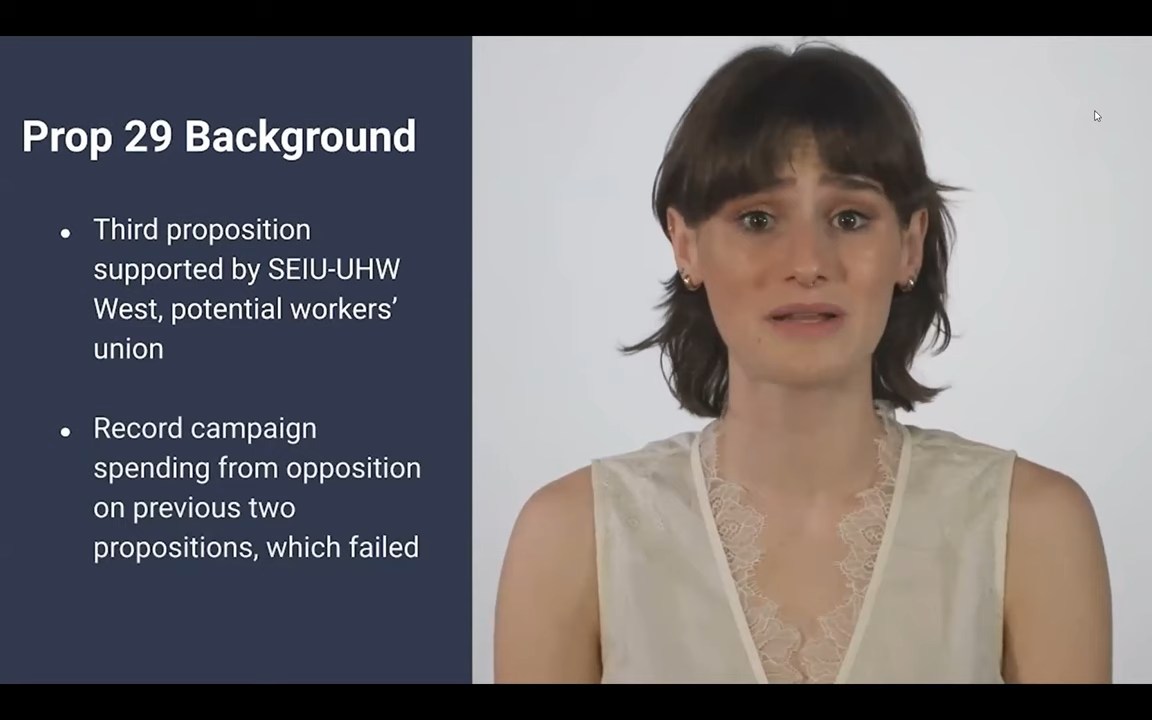 Prop 29 Background
• Third proposition
supported by SEIU-UHW
West, potential workers’
union
• Record campaign
spending from opposition
on previous two
propositions, which failed